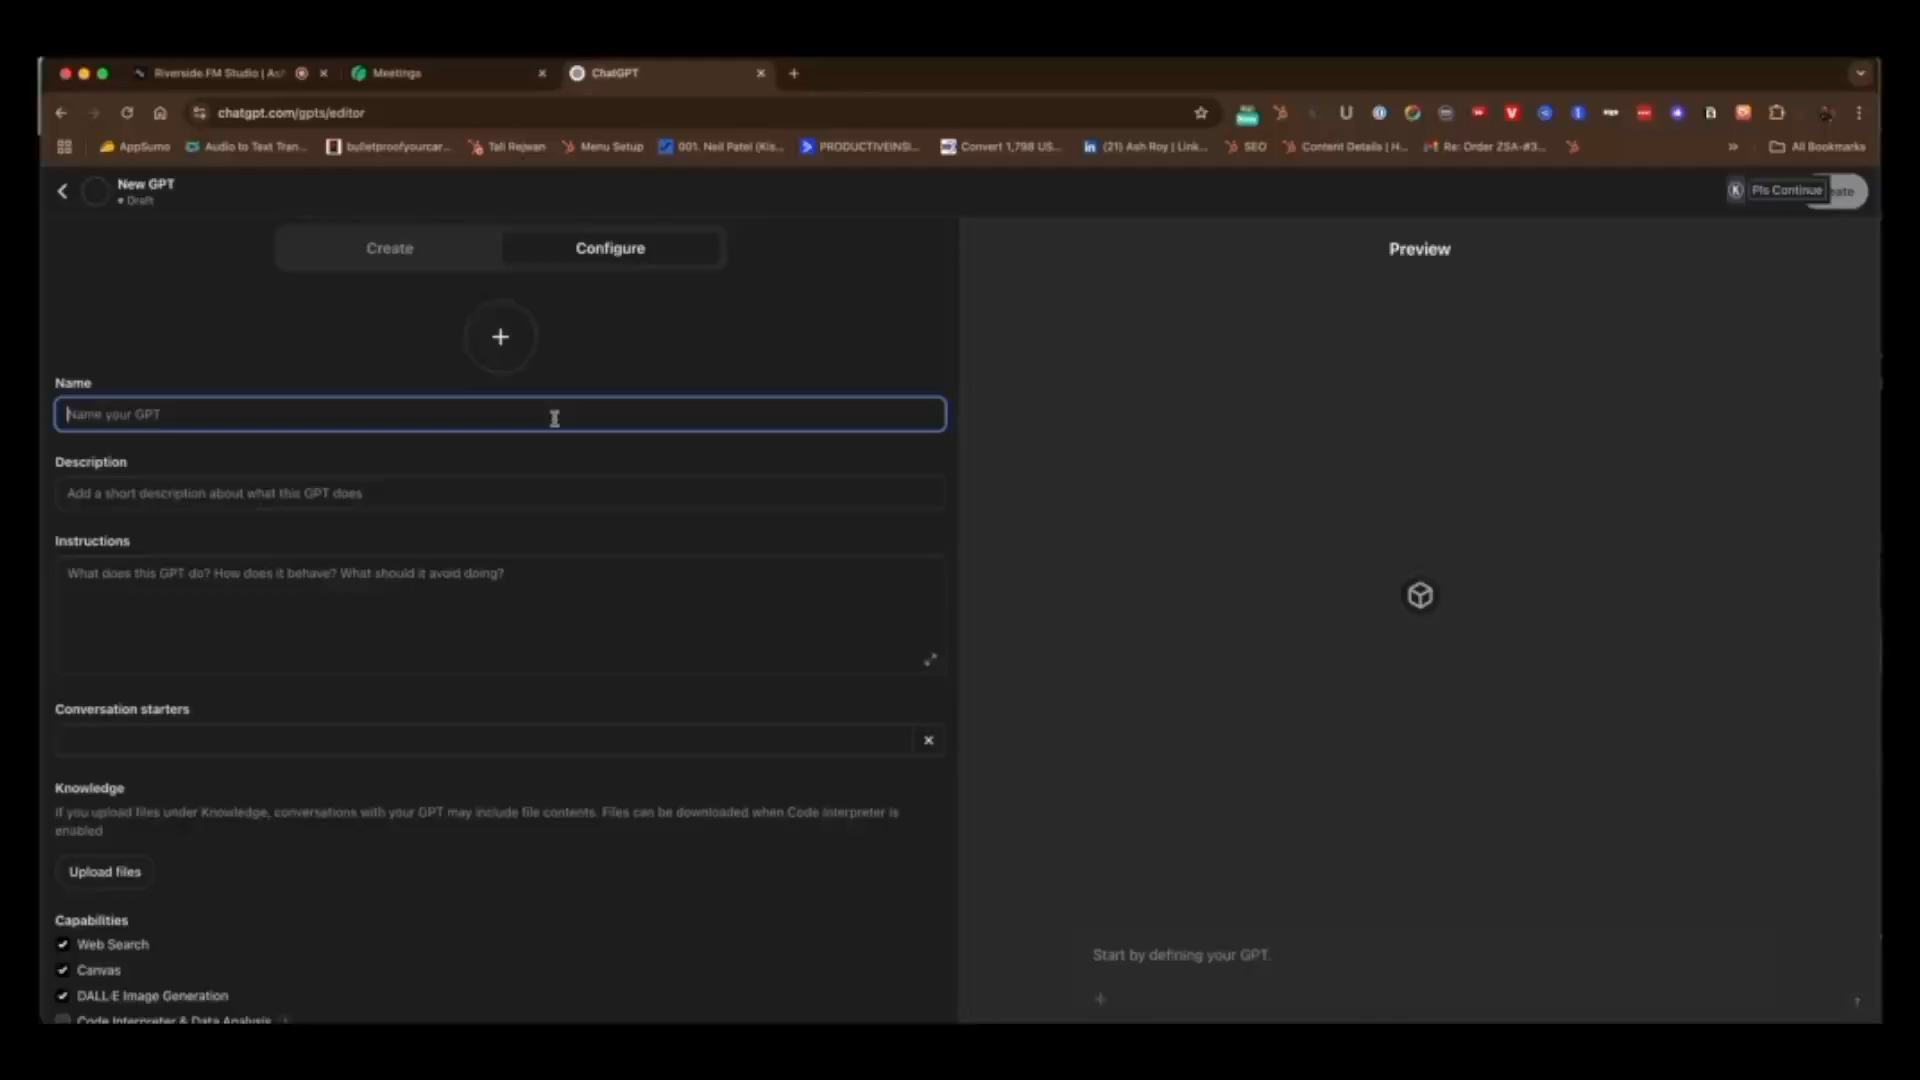 Riverside.FM Studio | Ash
Meetings
ChatGPT
chatgpt.com/gpts/editor
AppSumo
Audio to Text Tran...
bulletproofyourcar...
Tali Rejwan
Menu Setup
001. Neil Patel (Kis...
PRODUCTIVEINSI...
Convert 1,798 US...
(21) Ash Roy | Link...
SEO
Content Details | H...
Re: Order ZSA-#3...
All Bookmarks
New GPT
Draft
K Pls Continue
Create
Configure
Preview
Name
Name your GPT
Description
Add a short description about what this GPT does
Instructions
What does this GPT do? How does it behave? What should it avoid doing?
Conversation starters
Knowledge
If you upload files under Knowledge, conversations with your GPT may include file contents. Files can be downloaded when Code Interpreter is
enabled
Upload files
Capabilities
Web Search
Canvas
DALL·E Image Generation
Code Interpreter & Data Analysis
Start by defining your GPT.